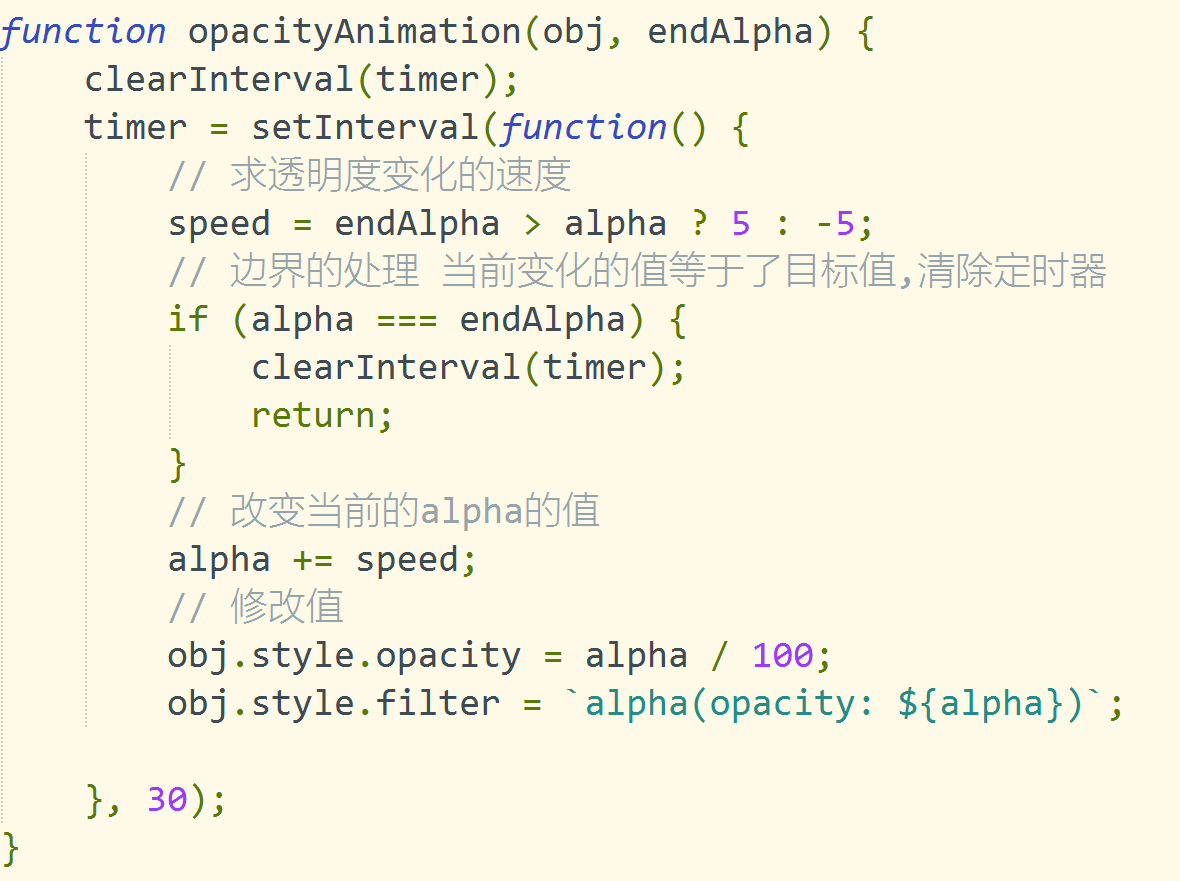 function opacityAnimation(obj, endAlpha) {
    clearInterval(timer);
    timer = setInterval(function() {
        // 求透明度变化的速度
        speed = endAlpha > alpha ? 5 : -5;
        // 边界的处理 当前变化的值等于了目标值,清除定时器
        if (alpha === endAlpha) {
            clearInterval(timer);
            return;
        }
        // 改变当前的alpha的值
        alpha += speed;
        // 修改值
        obj.style.opacity = alpha / 100;
        obj.style.filter = `alpha(opacity: ${alpha})`;
    }, 30);
}